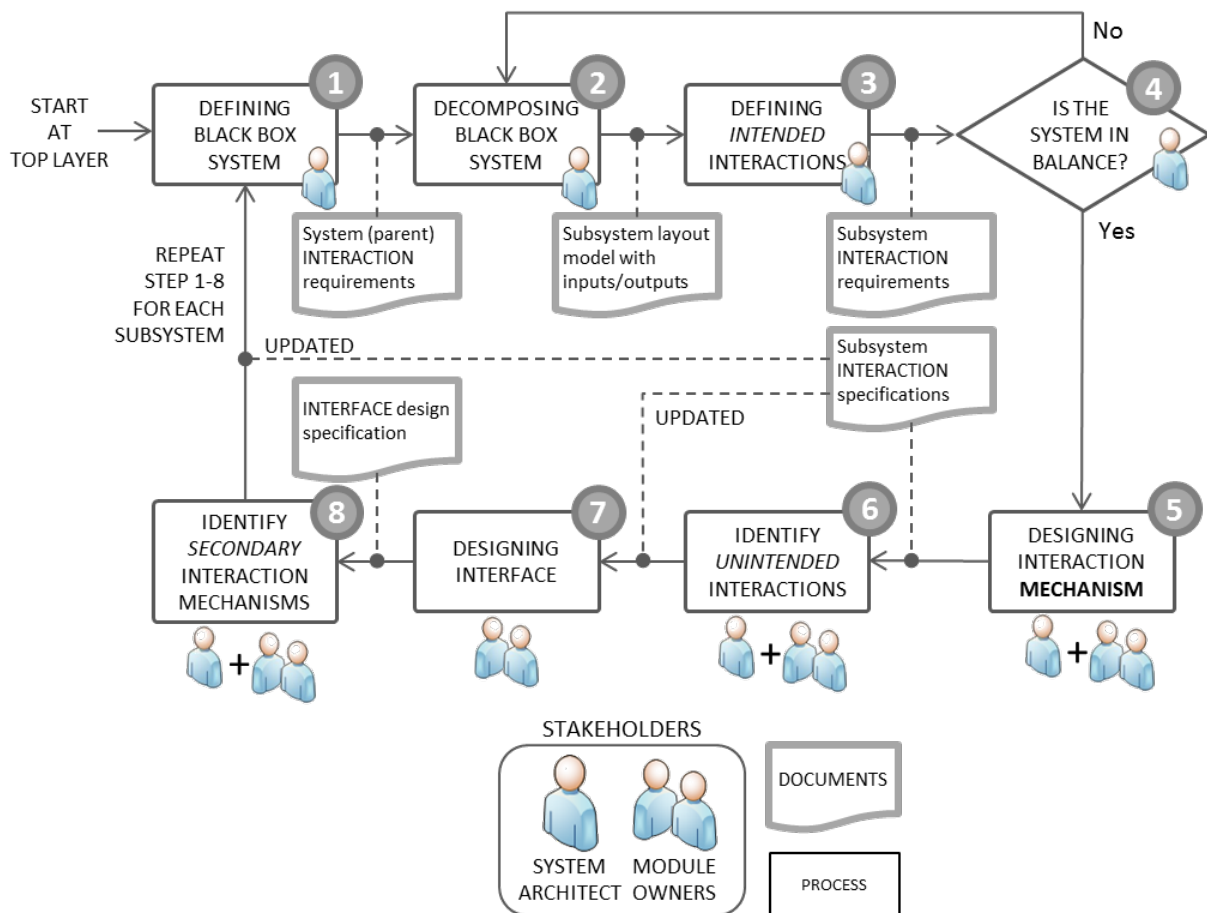 No
1
2
3
4
START
AT
TOP LAYER
DEFINING
BLACK BOX
SYSTEM
DECOMPOSING
BLACK BOX
SYSTEM
DEFINING
INTENDED
INTERACTIONS
IS THE
SYSTEM IN
BALANCE?
Yes
System (parent)
INTERACTION
requirements
Subsystem layout
model with
inputs/outputs
Subsystem
INTERACTION
requirements
REPEAT
STEP 1-8
FOR EACH
SUBSYSTEM
UPDATED
Subsystem
INTERACTION
specifications
UPDATED
INTERFACE design
specification
8
7
6
5
IDENTIFY
SECONDARY
INTERACTION
MECHANISMS
DESIGNING
INTERFACE
IDENTIFY
UNINTENDED
INTERACTIONS
DESIGNING
INTERACTION
MECHANISM
+
+
+
STAKEHOLDERS
SYSTEM
ARCHITECT
MODULE
OWNERS
DOCUMENTS
PROCESS